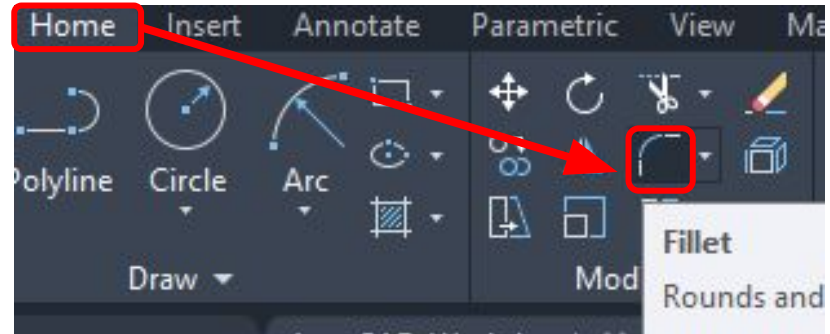 Home Insert Annotate Parametric View Ma
Polyline Circle Arc
Draw Mod
Fillet
Rounds and